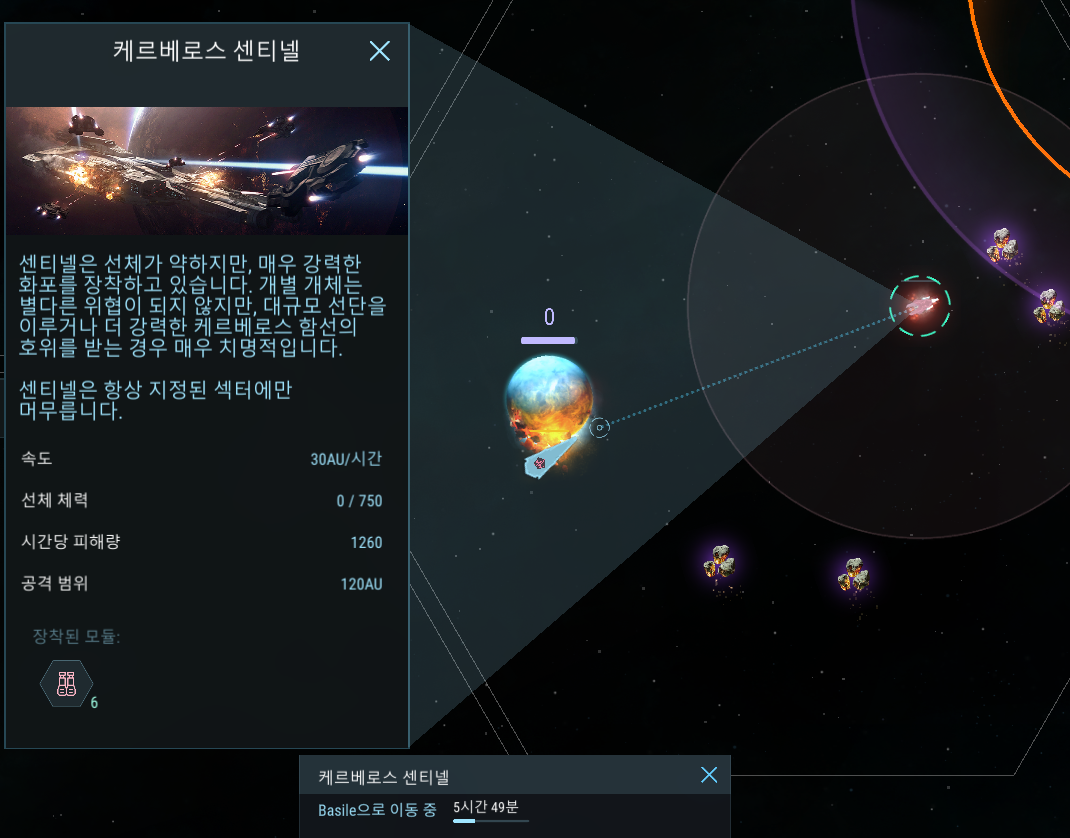 케르베로스 센티넬
센티넬은 선체가 약하지만, 매우 강력한
화포를 장착하고 있습니다. 개별 개체는
별다른 위협이 되지 않지만, 대규모 선단을
이루거나 더 강력한 케르베로스 함선의
호위를 받는 경우 매우 치명적입니다.
센티넬은 항상 지정된 섹터에만
머무릅니다.
속도 30AU/시간
선체 체력 0 / 750
시간당 피해량 1260
공격 범위 120AU
장착된 모듈:
6
0
케르베로스 센티넬
Basile으로 이동 중 5시간 49분